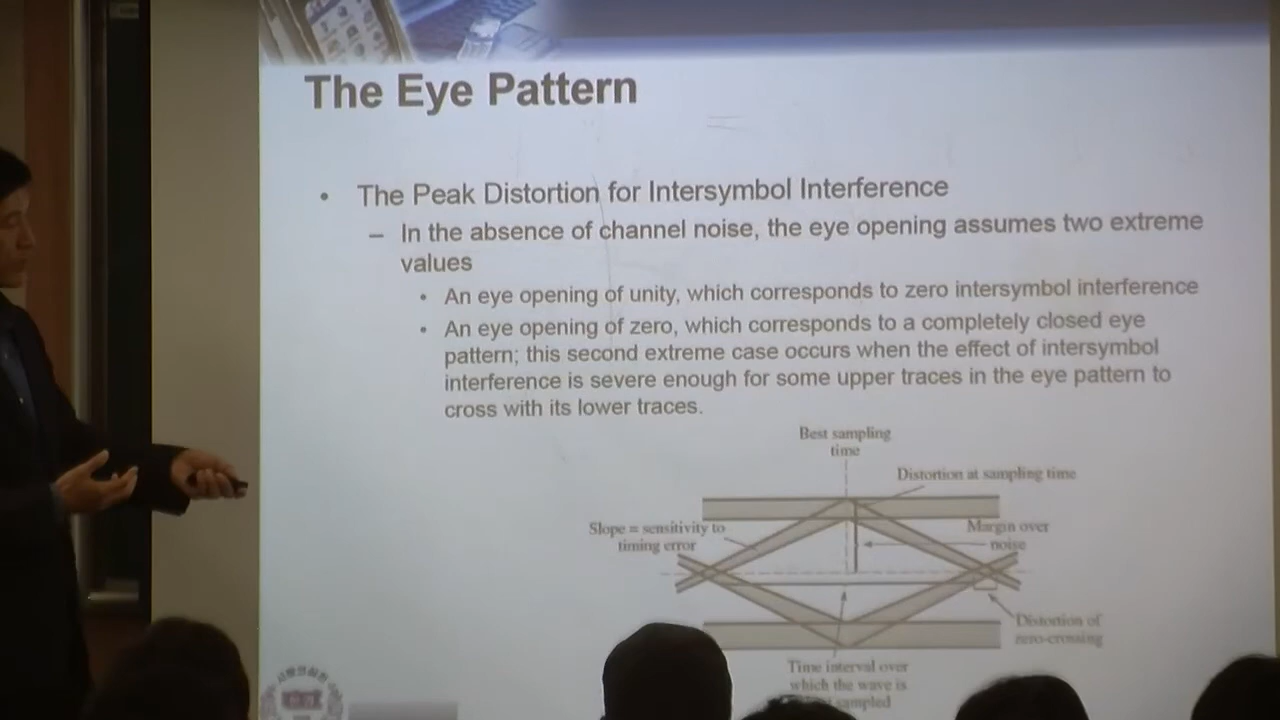 The Eye Pattern
• The Peak Distortion for Intersymbol Interference
– In the absence of channel noise, the eye opening assumes two extreme
values
• An eye opening of unity, which corresponds to zero intersymbol interference
• An eye opening of zero, which corresponds to a completely closed eye
pattern; this second extreme case occurs when the effect of intersymbol
interference is severe enough for some upper traces in the eye pattern to
cross with its lower traces.
Best sampling
time
Distortion at sampling time
Slope = sensitivity to
timing error
Margin over
noise
Distortion of
zero-crossing
Time interval over
which the wave is
sampled